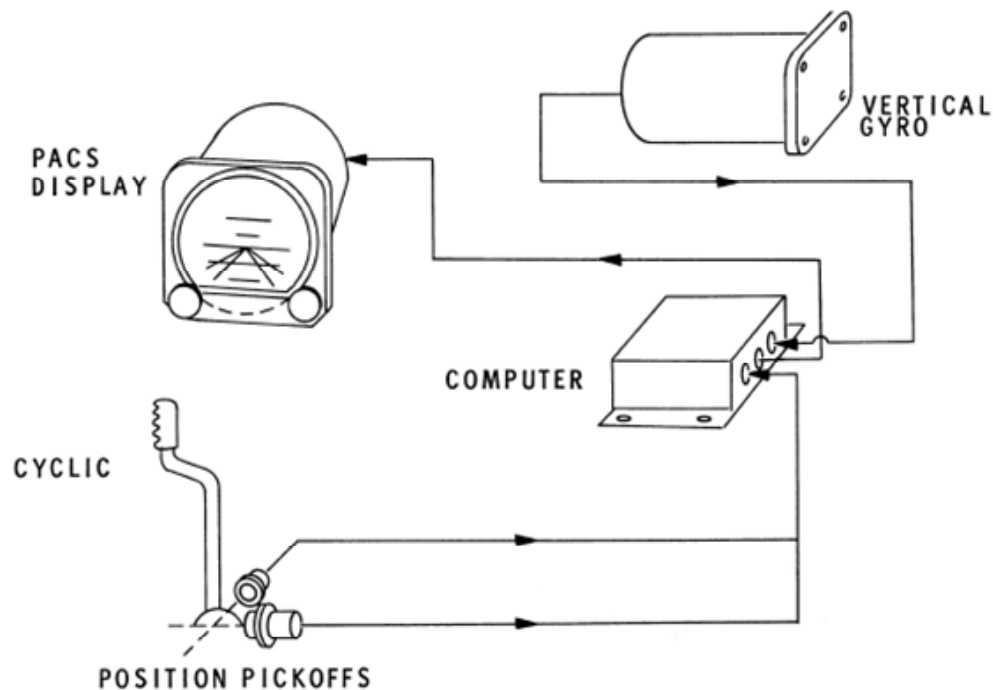 VERTICAL
GYRO
PACS
DISPLAY
COMPUTER
CYCLIC
POSITION PICKOFFS